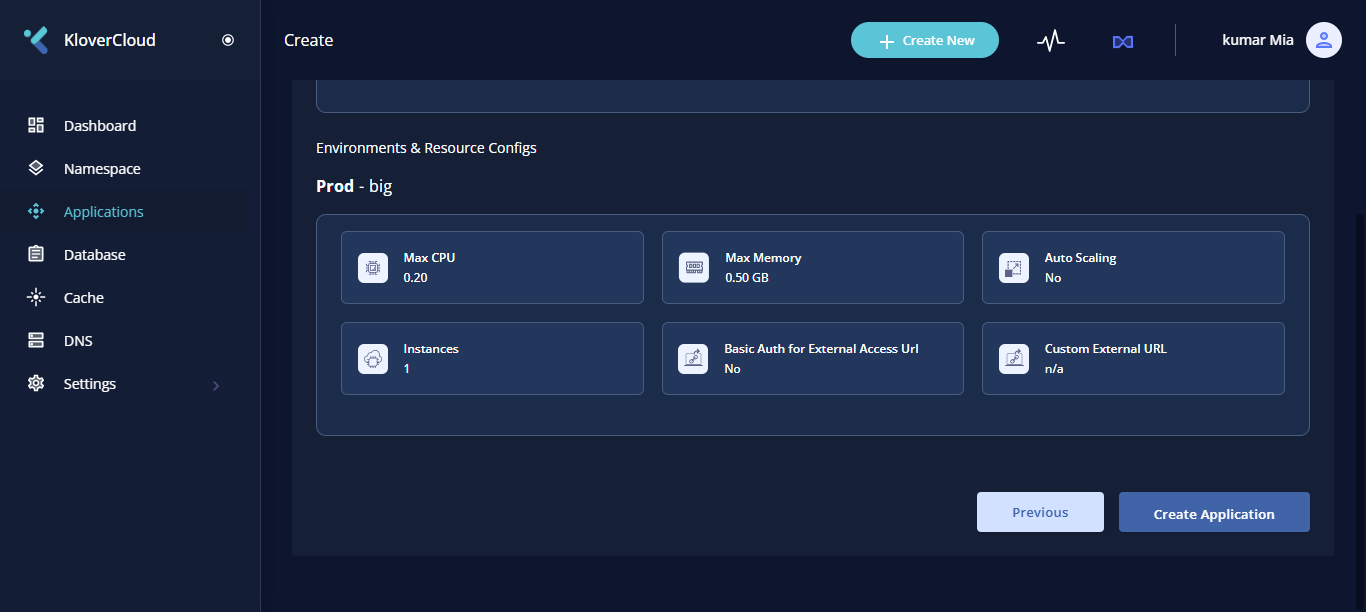 KloverCloud
Create
Create New
kumar Mia
Dashboard
Namespace
Applications
Database
Cache
DNS
Settings
Environments & Resource Configs
Prod - big
Max CPU
0.20
Max Memory
0.50 GB
Auto Scaling
No
Instances
1
Basic Auth for External Access Url
No
Custom External URL
n/a
Previous
Create Application